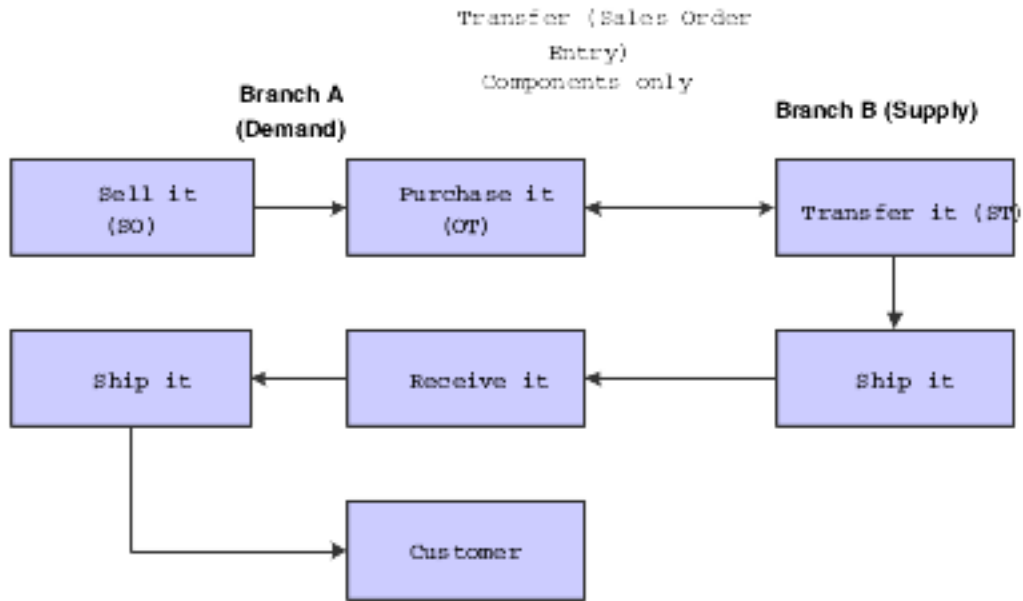 Transfer (Sales Order
Entry)
Components only
Branch A
(Demand)
Branch B (Supply)
Sell it
(SO)
Purchase it
(OT)
Transfer it (ST)
Ship it
Receive it
Ship it
Customer